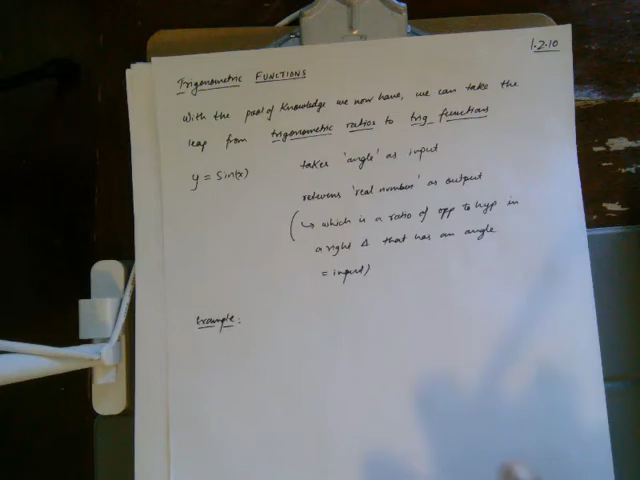 1.2.10
Trigonometric FUNCTIONS
With the pool of knowledge we now have, we can take the
leap from trigonometric ratios to trig functions
y = sin(x) takes 'angle' as input
returns 'real number' as output
(↳ which is a ratio of opp to hyp in
a right Δ that has an angle
= input)
Example: